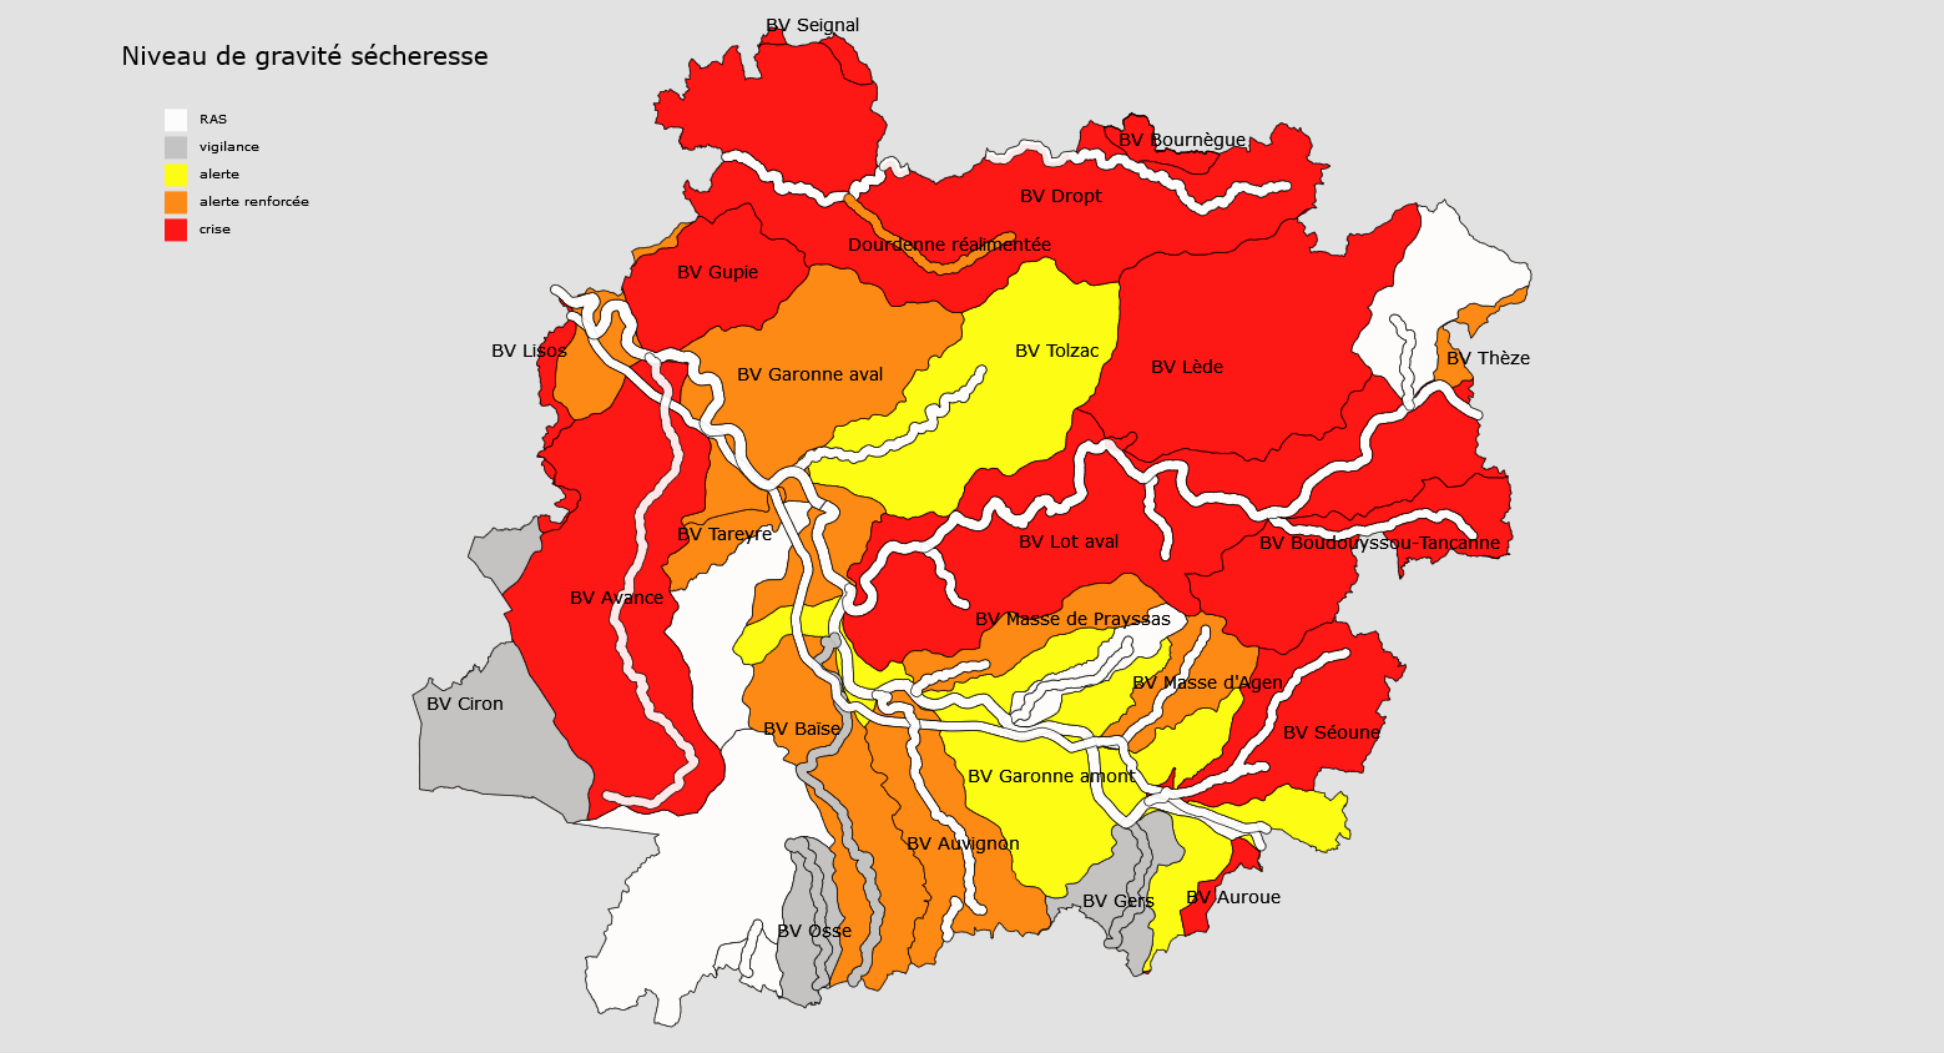 BV Seignal
Niveau de gravité sécheresse
RAS
vigilance
alerte
alerte renforcée
crise
BV Bournègue
BV Dropt
Dourdenne réalimentée
BV Gupie
BV Lisos
BV Tolzac
BV Thèze
BV Lède
BV Garonne aval
BV Tareyre
BV Lot aval
BV Boudouyssou-Tancanne
BV Avance
BV Masse de Prayssas
BV Masse d'Agen
BV Ciron
BV Baïse
BV Séoune
BV Garonne amont
BV Auvignon
BV Gers
BV Auroue
BV Osse